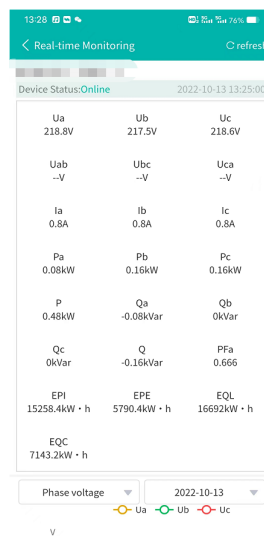 13:28 76%
Real-time Monitoring refresh
Device Status:Online 2022-10-13 13:25:00
Ua Ub Uc
218.8V 217.5V 218.6V
Uab Ubc Uca
--V --V --V
Ia Ib Ic
0.8A 0.8A 0.8A
Pa Pb Pc
0.08kW 0.16kW 0.16kW
P Qa Qb
0.48kW -0.08kVar 0kVar
Qc Q PFa
0kVar -0.16kVar 0.666
EPI EPE EQL
15258.4kW·h 5790.4kW·h 16692kW·h
EQC
7143.2kW·h
Phase voltage 2022-10-13
Ua Ub Uc
V